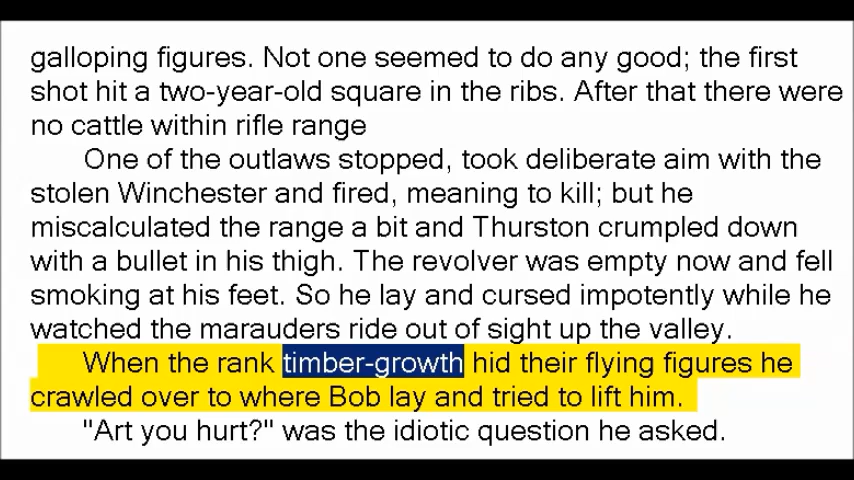 galloping figures. Not one seemed to do any good; the first
shot hit a two-year-old square in the ribs. After that there were
no cattle within rifle range
One of the outlaws stopped, took deliberate aim with the
stolen Winchester and fired, meaning to kill; but he
miscalculated the range a bit and Thurston crumpled down
with a bullet in his thigh. The revolver was empty now and fell
smoking at his feet. So he lay and cursed impotently while he
watched the marauders ride out of sight up the valley.
When the rank timber-growth hid their flying figures he
crawled over to where Bob lay and tried to lift him.
"Art you hurt?" was the idiotic question he asked.